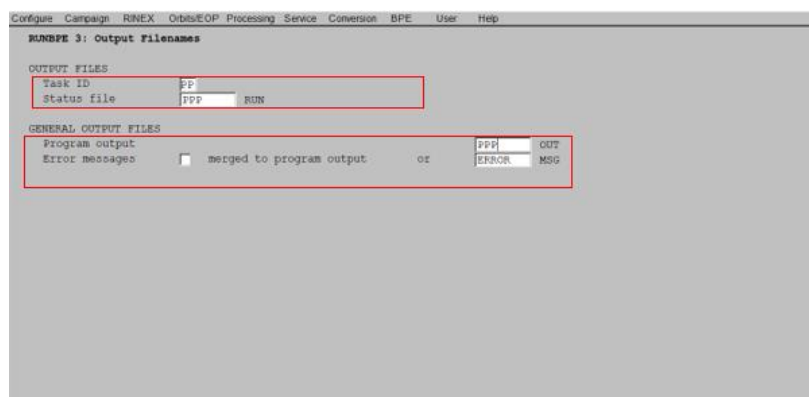 Configure Campaign RINEX Orbits/EOP Processing Service Conversion BPE User Help
RUNBPE 3: Output Filenames
OUTPUT FILES
Task ID PP
Status file PPP RUN
GENERAL OUTPUT FILES
Program output PPP OUT
Error messages merged to program output or ERROR MSG